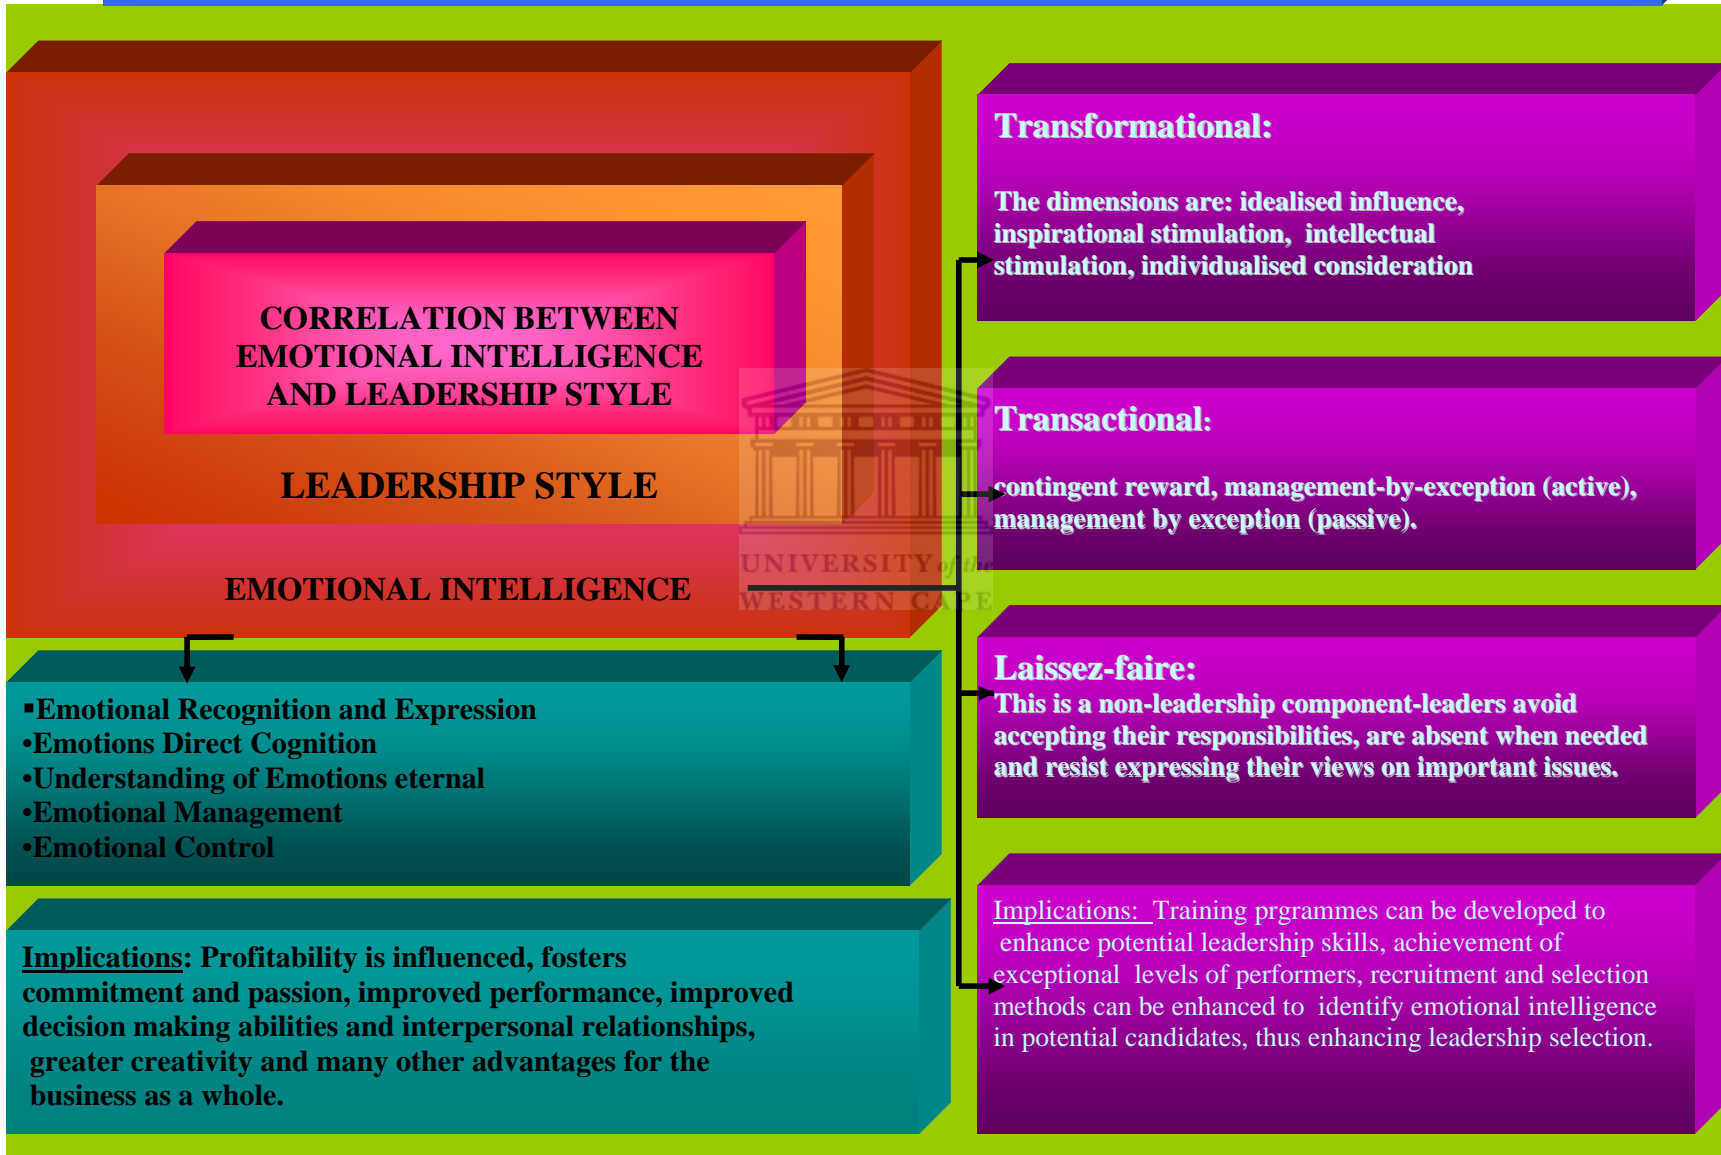 CORRELATION BETWEEN
EMOTIONAL INTELLIGENCE
AND LEADERSHIP STYLE
LEADERSHIP STYLE
EMOTIONAL INTELLIGENCE
▪Emotional Recognition and Expression
•Emotions Direct Cognition
•Understanding of Emotions eternal
•Emotional Management
•Emotional Control
Implications: Profitability is influenced, fosters
commitment and passion, improved performance, improved
decision making abilities and interpersonal relationships,
greater creativity and many other advantages for the
business as a whole.
Transformational:
The dimensions are: idealised influence,
inspirational stimulation, intellectual
stimulation, individualised consideration
Transactional:
contingent reward, management-by-exception (active),
management by exception (passive).
Laissez-faire:
This is a non-leadership component-leaders avoid
accepting their responsibilities, are absent when needed
and resist expressing their views on important issues.
Implications: Training prgrammes can be developed to
enhance potential leadership skills, achievement of
exceptional levels of performers, recruitment and selection
methods can be enhanced to identify emotional intelligence
in potential candidates, thus enhancing leadership selection.
UNIVERSITY of the
WESTERN CAPE